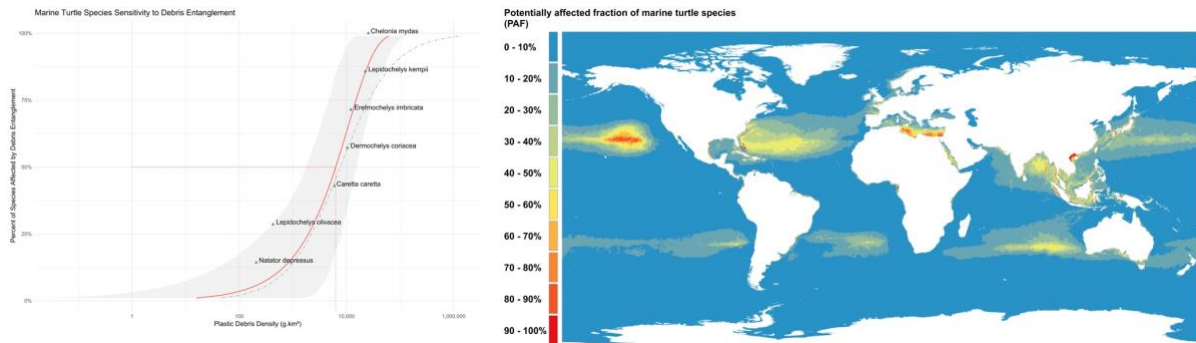 Marine Turtle Species Sensitivity to Debris Entanglement
Percent of Species Affected by Debris Entanglement
100%
75%
50%
25%
0%
Chelonia mydas
Lepidochelys kempii
Eretmochelys imbricata
Dermochelys coriacea
Caretta caretta
Lepidochelys olivacea
Natator depressus
1
100
10,000
1,000,000
Plastic Debris Density (g.km²)
Potentially affected fraction of marine turtle species
(PAF)
0 - 10%
10 - 20%
20 - 30%
30 - 40%
40 - 50%
50 - 60%
60 - 70%
70 - 80%
80 - 90%
90 - 100%